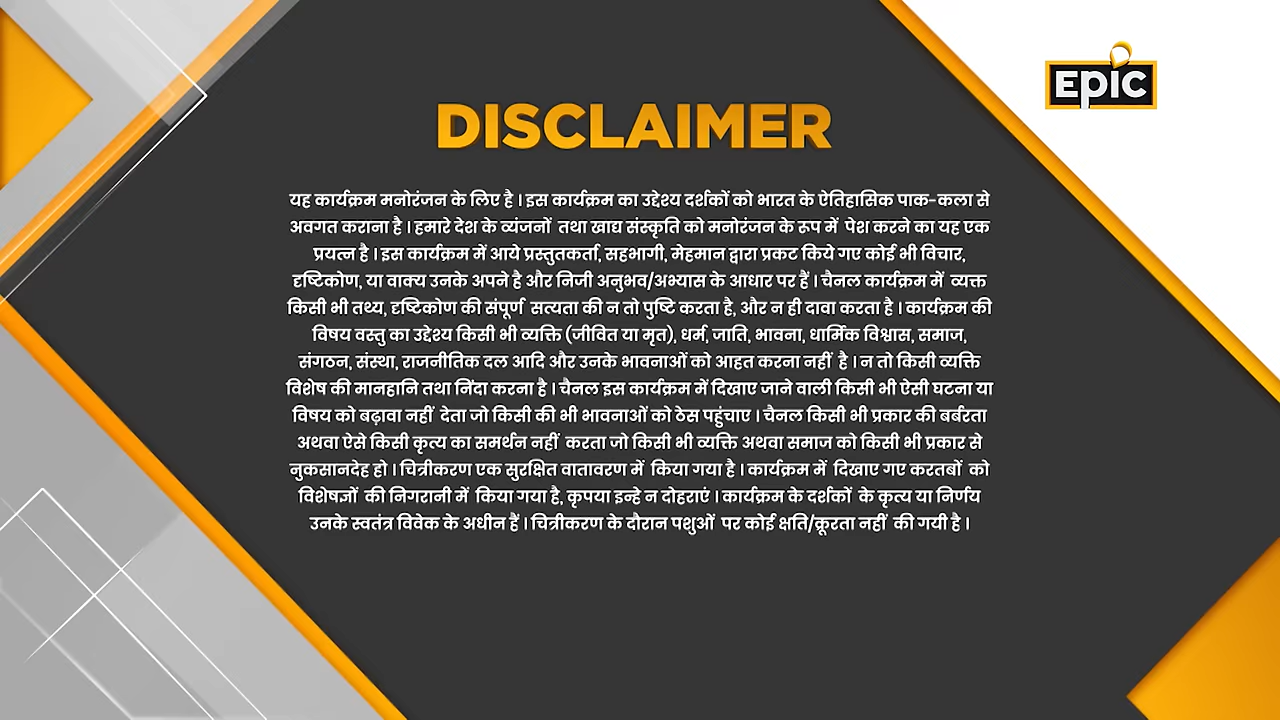 EPIC
DISCLAIMER
यह कार्यक्रम मनोरंजन के लिए है । इस कार्यक्रम का उद्देश्य दर्शकों को भारत के ऐतिहासिक पाक-कला से
अवगत कराना है । हमारे देश के व्यंजनों तथा खाद्य संस्कृति को मनोरंजन के रूप में पेश करने का यह एक
प्रयत्न है । इस कार्यक्रम में आये प्रस्तुतकर्ता, सहभागी, मेहमान द्वारा प्रकट किये गए कोई भी विचार,
दृष्टिकोण, या वाक्य उनके अपने है और निजी अनुभव/अभ्यास के आधार पर हैं । चैनल कार्यक्रम में व्यक्त
किसी भी तथ्य, दृष्टिकोण की संपूर्ण सत्यता की न तो पुष्टि करता है, और न ही दावा करता है । कार्यक्रम की
विषय वस्तु का उद्देश्य किसी भी व्यक्ति (जीवित या मृत), धर्म, जाति, भावना, धार्मिक विश्वास, समाज,
संगठन, संस्था, राजनीतिक दल आदि और उनके भावनाओं को आहत करना नहीं है । न तो किसी व्यक्ति
विशेष की मानहानि तथा निंदा करना है । चैनल इस कार्यक्रम में दिखाए जाने वाली किसी भी ऐसी घटना या
विषय को बढ़ावा नहीं देता जो किसी की भी भावनाओं को ठेस पहुंचाए । चैनल किसी भी प्रकार की बर्बरता
अथवा ऐसे किसी कृत्य का समर्थन नहीं करता जो किसी भी व्यक्ति अथवा समाज को किसी भी प्रकार से
नुकसानदेह हो । चित्रीकरण एक सुरक्षित वातावरण में किया गया है । कार्यक्रम में दिखाए गए करतबों को
विशेषज्ञों की निगरानी में किया गया है, कृपया इन्हे न दोहराएं । कार्यक्रम के दर्शकों के कृत्य या निर्णय
उनके स्वतंत्र विवेक के अधीन हैं । चित्रीकरण के दौरान पशुओं पर कोई क्षति/क्रूरता नहीं की गयी है ।